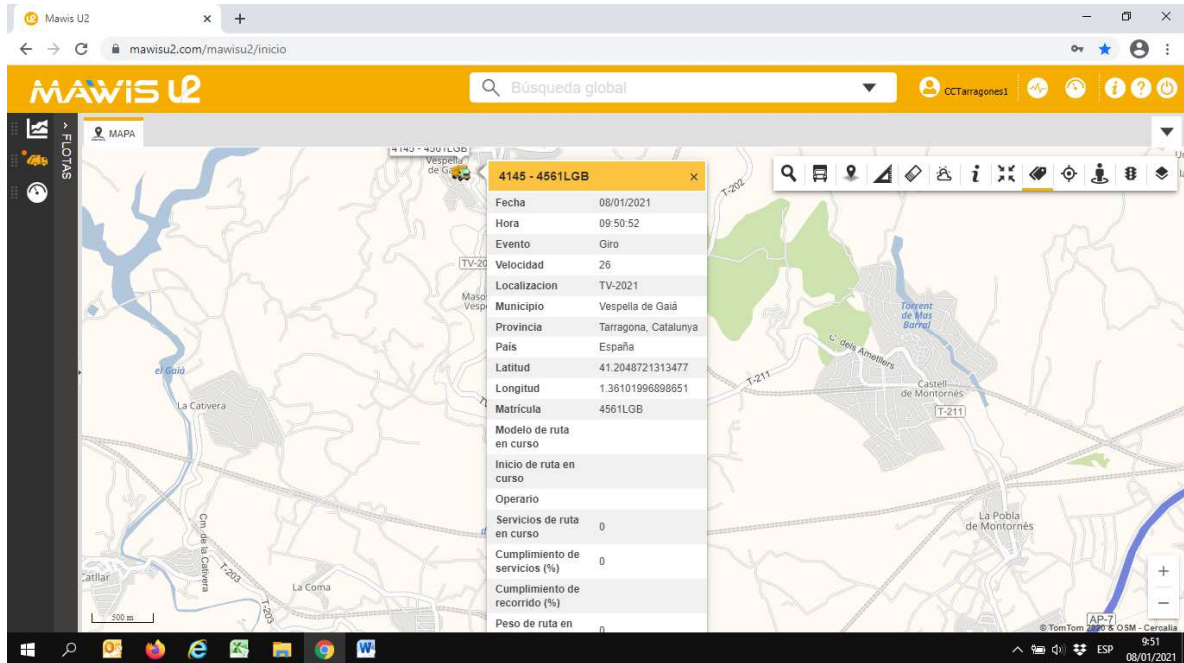 Mawis U2
mawisu2.com/mawisu2/inicio
MAWIS U2
Búsqueda global
CCTarragones1
FLOTAS
MAPA
4145 - 4561LGB
Vespella
de Ga
4145 - 4561LGB
Fecha 08/01/2021
Hora 09:50:52
Evento Giro
Velocidad 26
Localizacion TV-2021
Municipio Vespella de Gaià
Provincia Tarragona, Catalunya
País España
Latitud 41.2048721313477
Longitud 1.36101996898651
Matrícula 4561LGB
Modelo de ruta
en curso
Inicio de ruta en
curso
Operario
Servicios de ruta
en curso 0
Cumplimiento de
servicios (%) 0
Cumplimiento de
recorrido (%)
Peso de ruta en
0
T-202
TV-20
Maso
Vesp
Torrent
de Mas
Barral
C. dels Ametllers
T-211
Castell
de Montornès
T-211
el Gaià
La Cativera
Cm. de la Cativera
La Pobla
de Montornès
Catllar
T-203
La Coma
T-203
500 m
AP-7
© TomTom 2020 & OSM - Cercalia
ESP
9:51
08/01/2021